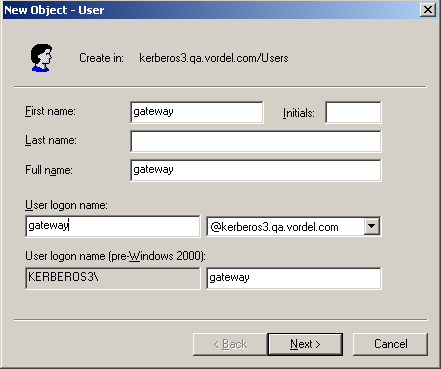 New Object - User
Create in: kerberos3.qa.vordel.com/Users
First name: gateway Initials:
Last name:
Full name: gateway
User logon name:
gateway @kerberos3.qa.vordel.com
User logon name (pre-Windows 2000):
KERBEROS3\ gateway
< Back Next > Cancel